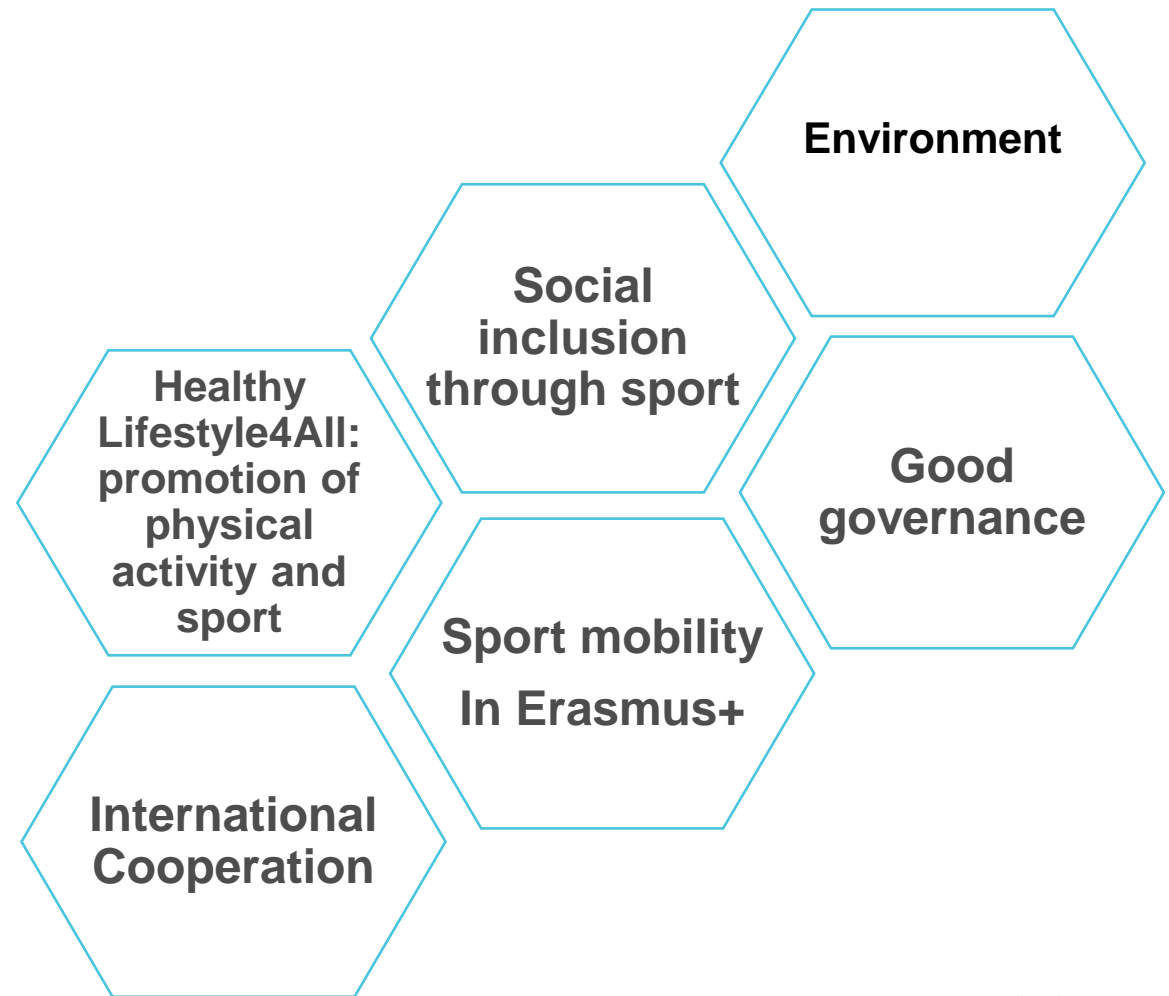 Environment
Social
inclusion
through sport
Healthy
Lifestyle4All:
promotion of
physical
activity and
sport
Good
governance
Sport mobility
In Erasmus+
International
Cooperation